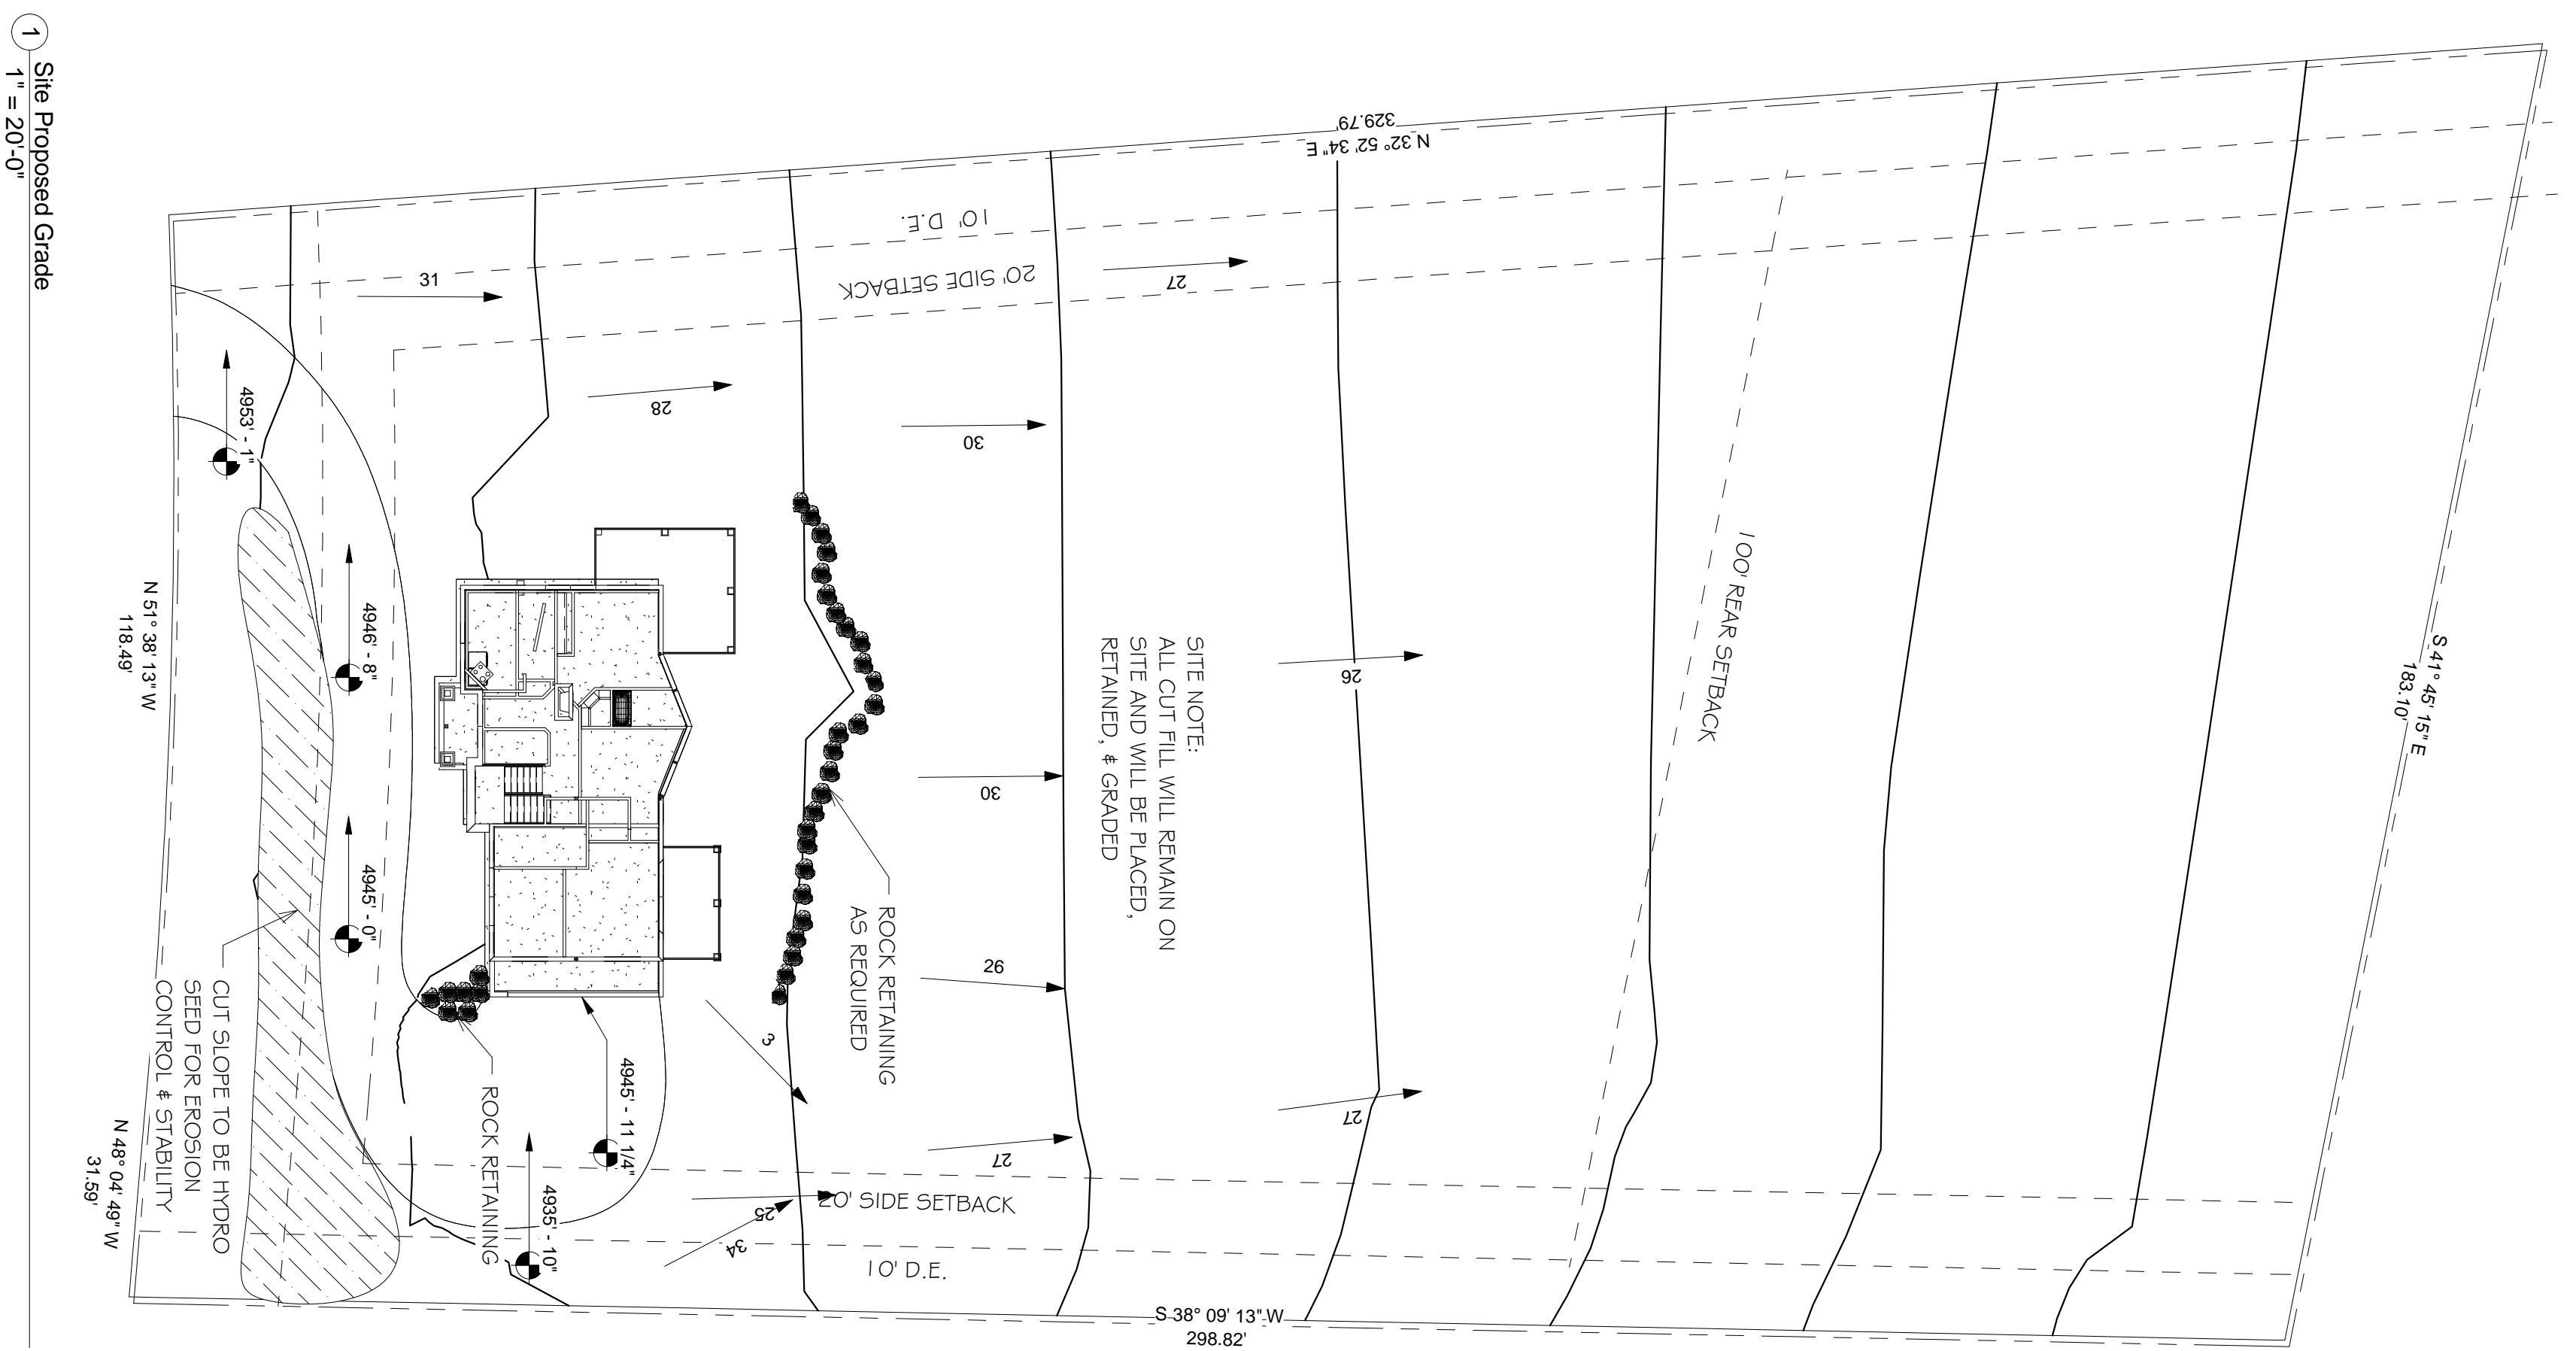 1
Site Proposed Grade
1" = 20'-0"
329.79'
N 32° 52' 34" E
10' D.E.
20' SIDE SETBACK
31
27
28
30
4953' - 1"
4946' - 8"
4945' - 0"
N 51° 38' 13" W
118.49'
SITE NOTE:
ALL CUT FILL WILL REMAIN ON
SITE AND WILL BE PLACED,
RETAINED, & GRADED
26
100' REAR SETBACK
S 41° 45' 15" E
183.10'
30
ROCK RETAINING
AS REQUIRED
26
CUT SLOPE TO BE HYDRO
SEED FOR EROSION
CONTROL & STABILITY
N 48° 04' 49" W
31.59'
ROCK RETAINING
4945' - 11 1/4"
4935' - 10"
3
27
27
25
34
20' SIDE SETBACK
10' D.E.
S 38° 09' 13" W
298.82'